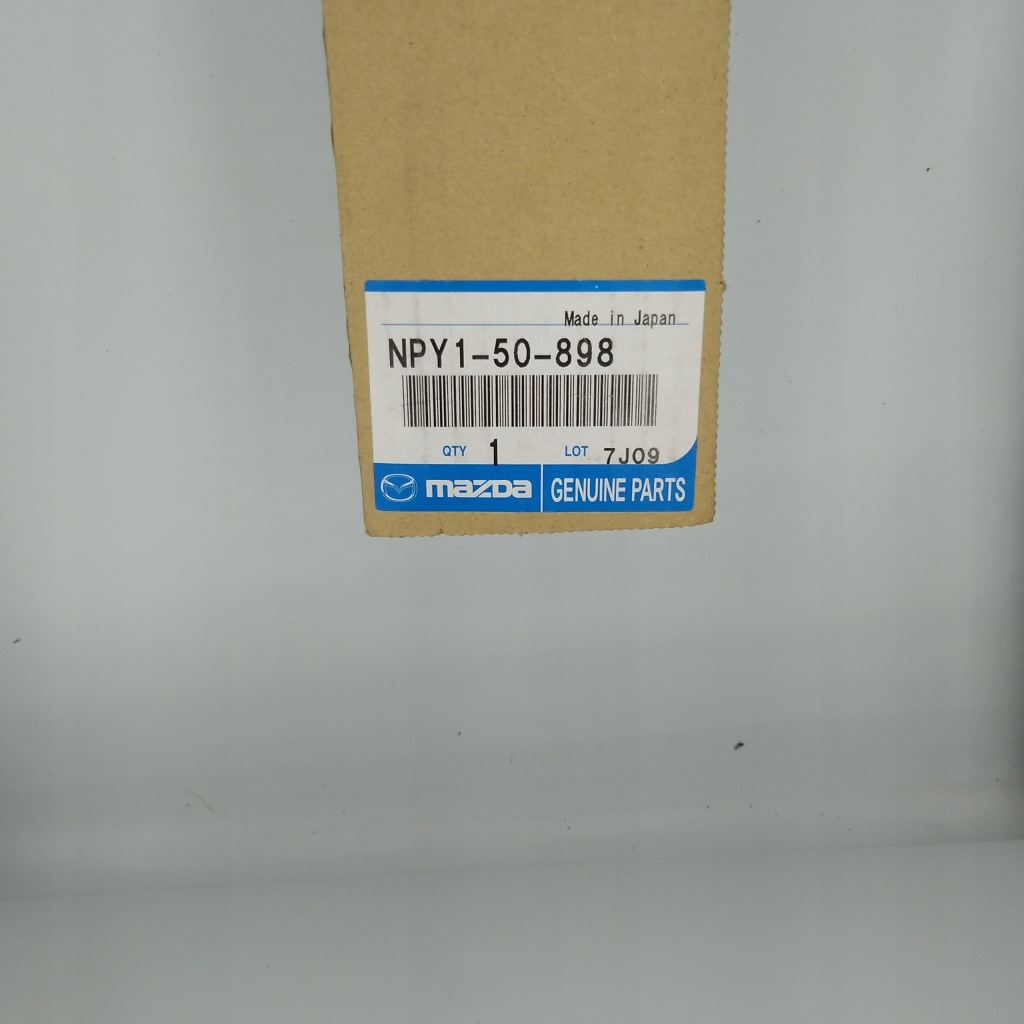 Made in Japan
NPY1-50-898
QTY 1 LOT 7J09
mazda GENUINE PARTS